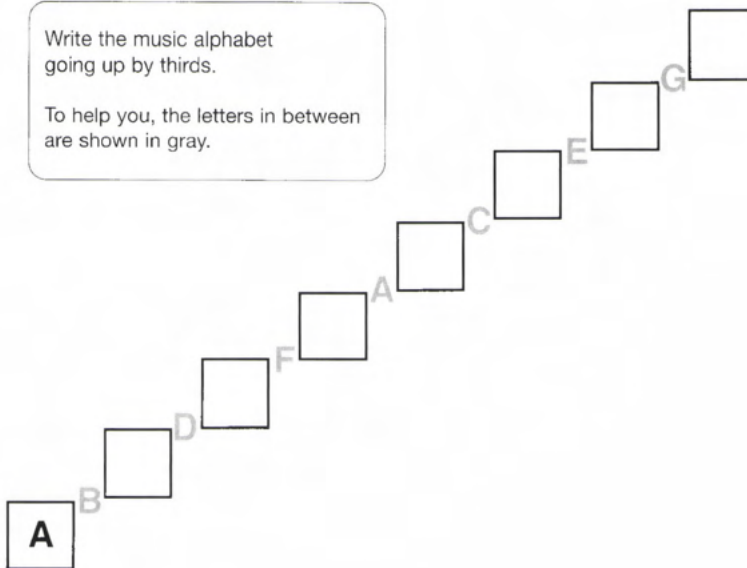 Write the music alphabet
going up by thirds.
To help you, the letters in between
are shown in gray.
G
E
C
A
F
D
B
A